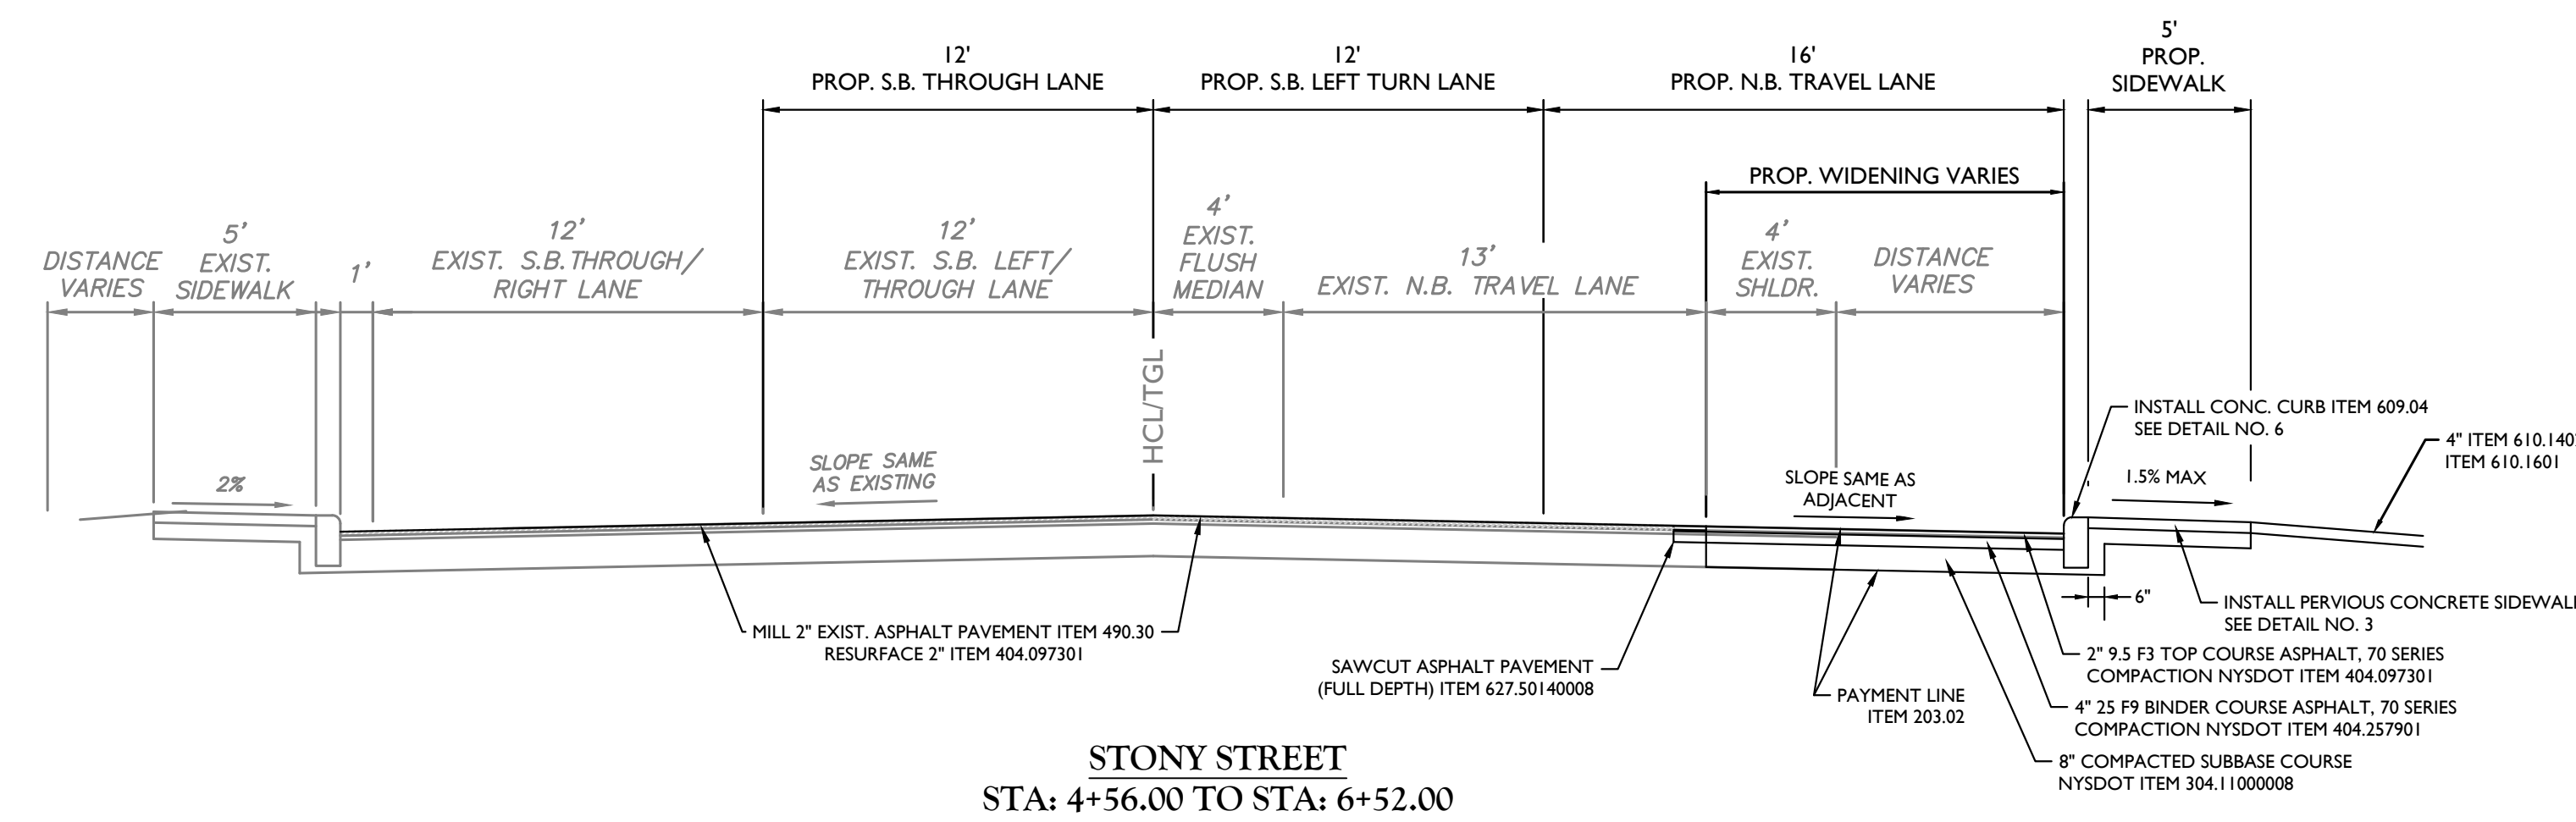 12'
PROP. S.B. THROUGH LANE
12'
PROP. S.B. LEFT TURN LANE
16'
PROP. N.B. TRAVEL LANE
5'
PROP.
SIDEWALK
PROP. WIDENING VARIES
DISTANCE
VARIES
5'
EXIST.
SIDEWALK
1'
12'
EXIST. S.B.THROUGH/
RIGHT LANE
12'
EXIST. S.B. LEFT/
THROUGH LANE
4'
EXIST.
FLUSH
MEDIAN
13'
EXIST. N.B. TRAVEL LANE
4'
EXIST.
SHLDR.
DISTANCE
VARIES
HCL/TGL
2%
SLOPE SAME
AS EXISTING
SLOPE SAME AS
ADJACENT
INSTALL CONC. CURB ITEM 609.04
SEE DETAIL NO. 6
1.5% MAX
4" ITEM
ITEM 610.1601
6"
INSTALL PERVIOUS CONCRETE
SEE DETAIL NO. 3
MILL 2" EXIST. ASPHALT PAVEMENT ITEM 490.30
RESURFACE 2" ITEM 404.097301
SAWCUT ASPHALT PAVEMENT
(FULL DEPTH) ITEM 627.50140008
PAYMENT LINE
ITEM 203.02
2" 9.5 F3 TOP COURSE ASPHALT, 70 SERIES
COMPACTION NYSDOT ITEM 404.097301
4" 25 F9 BINDER COURSE ASPHALT, 70 SERIES
COMPACTION NYSDOT ITEM 404.257901
8" COMPACTED SUBBASE COURSE
NYSDOT ITEM 304.11000008
STONY STREET
STA: 4+56.00 TO STA: 6+52.00